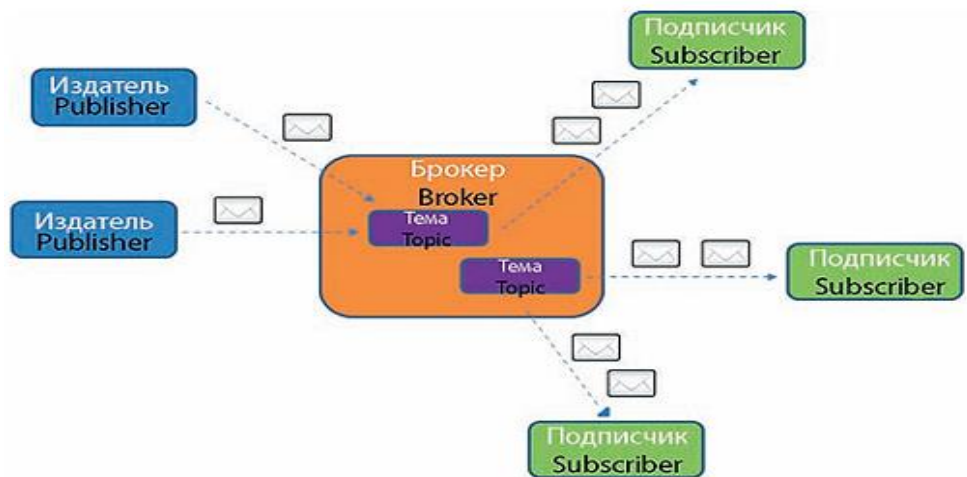 Подписчик
Subscriber
Издатель
Publisher
Брокер
Broker
Издатель
Publisher
Тема
Topic
Тема
Topic
Подписчик
Subscriber
Подписчик
Subscriber